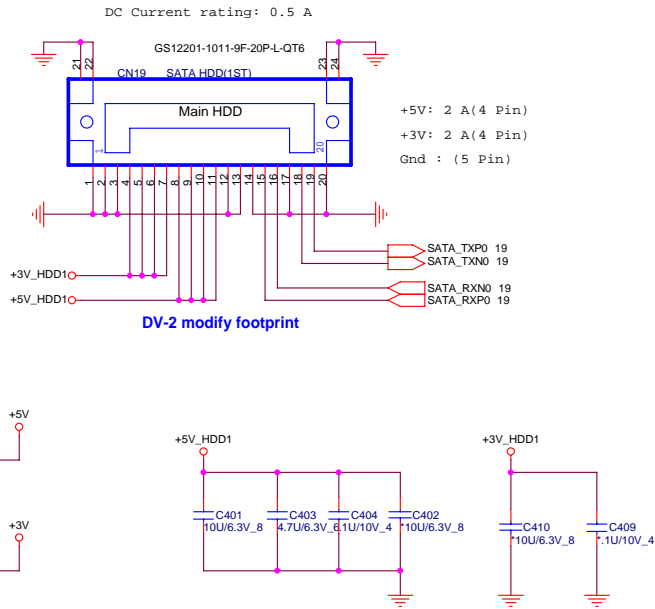 DC Current rating: 0.5 A
GS12201-1011-9F-20P-L-QT6
21
22
23
24
CN19 SATA HDD(1ST)
Main HDD
1
20
+5V: 2 A(4 Pin)
+3V: 2 A(4 Pin)
Gnd : (5 Pin)
1
2
3
4
5
6
7
8
9
10
11
12
13
14
15
16
17
18
19
20
SATA_TXP0 19
SATA_TXN0 19
+3V_HDD1
SATA_RXN0 19
+5V_HDD1
SATA_RXP0 19
DV-2 modify footprint
+5V
+5V_HDD1
+3V_HDD1
C401
10U/6.3V_8
C403
4.7U/6.3V_6
C404
.1U/10V_4
C402
*10U/6.3V_8
+3V
C410
*10U/6.3V_8
C409
*.1U/10V_4